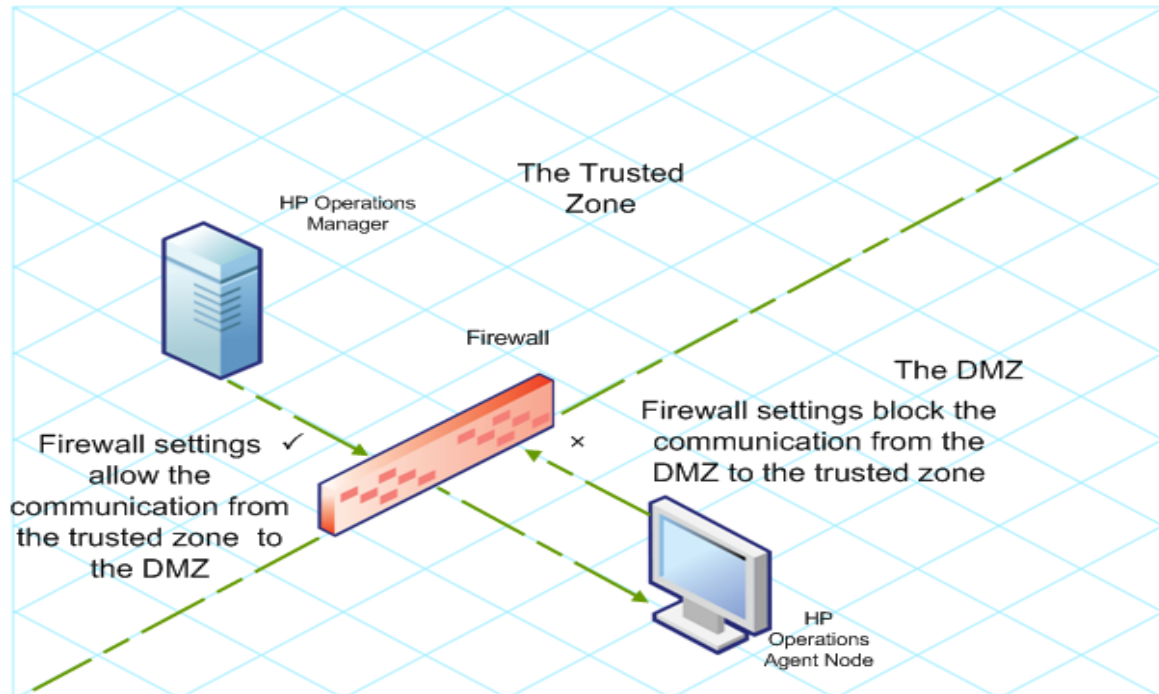 The Trusted
Zone
HP Operations
Manager
Firewall
The DMZ
Firewall settings block the
communication from the
DMZ to the trusted zone
×
Firewall settings ✓
allow the
communication from
the trusted zone to
the DMZ
HP
Operations
Agent Node